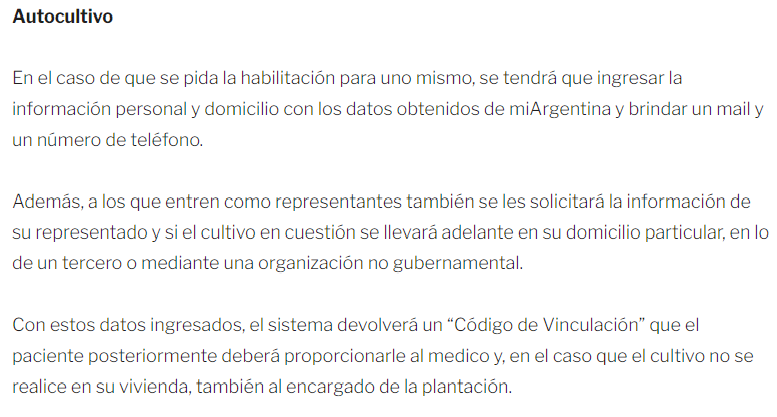 Autocultivo
En el caso de que se pida la habilitación para uno mismo, se tendrá que ingresar la
información personal y domicilio con los datos obtenidos de miArgentina y brindar un mail y
un número de teléfono.
Además, a los que entren como representantes también se les solicitará la información de
su representado y si el cultivo en cuestión se llevará adelante en su domicilio particular, en lo
de un tercero o mediante una organización no gubernamental.
Con estos datos ingresados, el sistema devolverá un “Código de Vinculación” que el
paciente posteriormente deberá proporcionarle al medico y, en el caso que el cultivo no se
realice en su vivienda, también al encargado de la plantación.